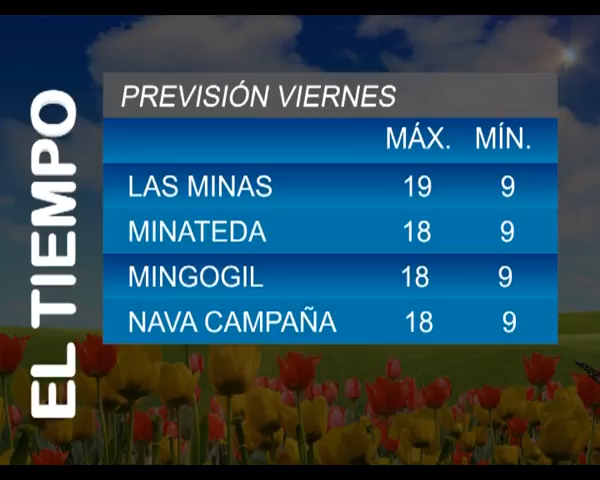 EL TIEMPO
PREVISIÓN VIERNES
MÁX. MÍN.
LAS MINAS 19 9
MINATEDA 18 9
MINGOGIL 18 9
NAVA CAMPAÑA 18 9